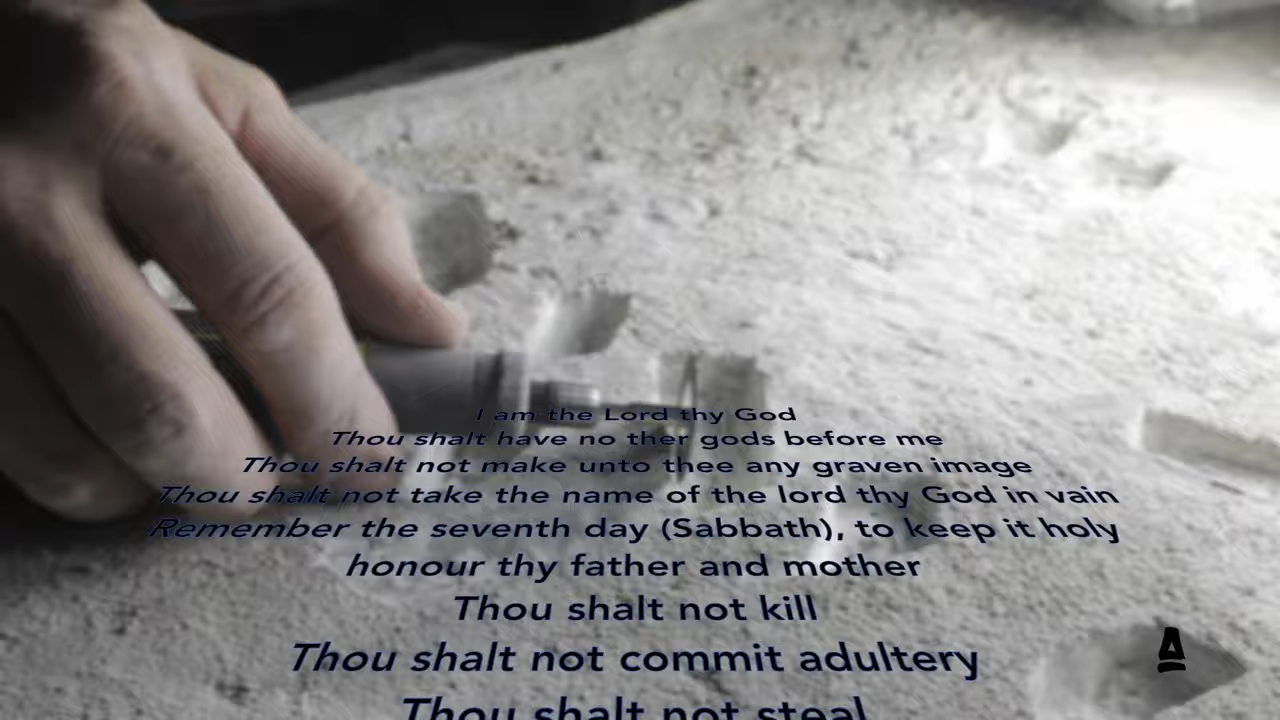 I am the Lord thy God
Thou shalt have no ther gods before me
Thou shalt not make unto thee any graven image
Thou shalt not take the name of the lord thy God in vain
Remember the seventh day (Sabbath), to keep it holy
honour thy father and mother
Thou shalt not kill
Thou shalt not commit adultery
Thou shalt not steal
A